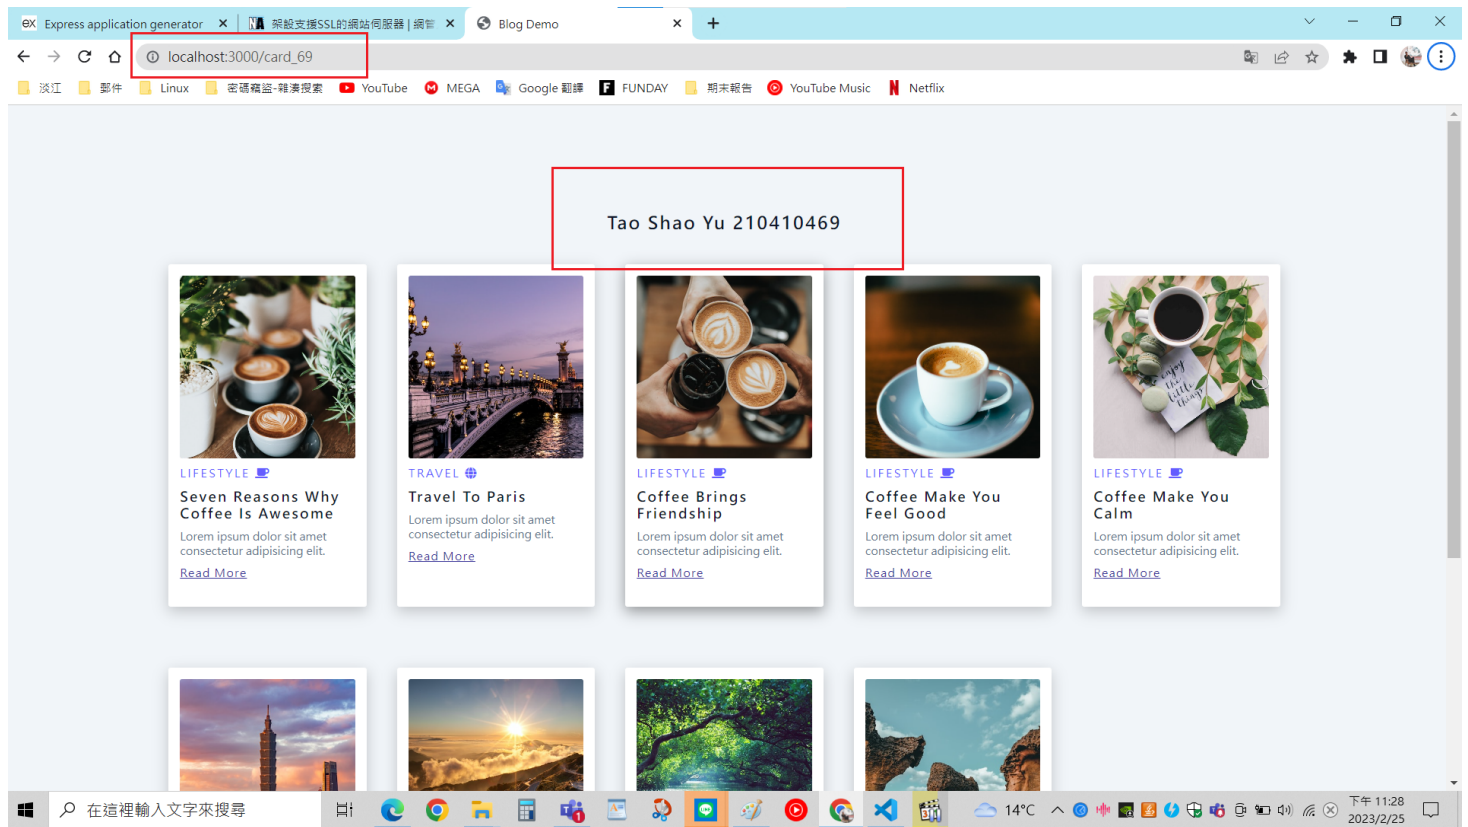 Express application generator
架設支援SSL的網站伺服器 | 網管
Blog Demo
localhost:3000/card_69
淡江 郵件 Linux 密碼竊盜-雜湊搜索 YouTube MEGA Google 翻譯 FUNDAY 期末報告 YouTube Music Netflix
Tao Shao Yu 210410469
LIFESTYLE
Seven Reasons Why
Coffee Is Awesome
Lorem ipsum dolor sit amet
consectetur adipisicing elit.
Read More
TRAVEL
Travel To Paris
Lorem ipsum dolor sit amet
consectetur adipisicing elit.
Read More
LIFESTYLE
Coffee Brings
Friendship
Lorem ipsum dolor sit amet
consectetur adipisicing elit.
Read More
LIFESTYLE
Coffee Make You
Feel Good
Lorem ipsum dolor sit amet
consectetur adipisicing elit.
Read More
enjoy
the
little
things
LIFESTYLE
Coffee Make You
Calm
Lorem ipsum dolor sit amet
consectetur adipisicing elit.
Read More
在這裡輸入文字來搜尋
14°C
下午 11:28
2023/2/25